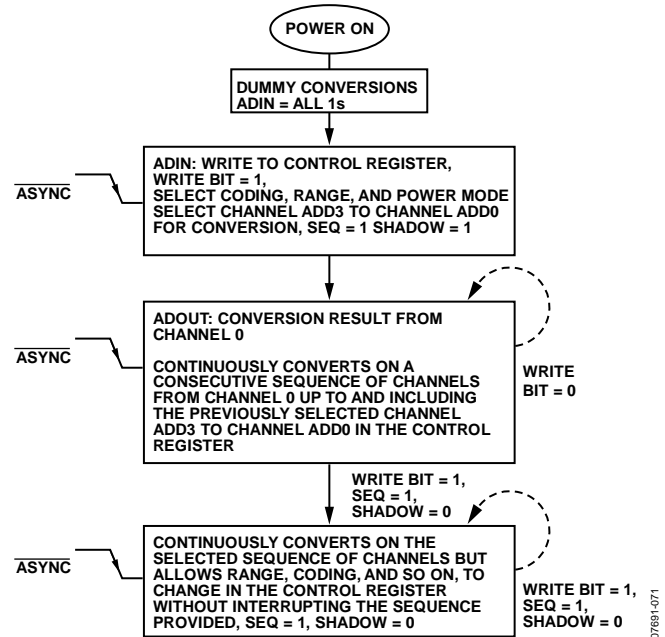 POWER ON
DUMMY CONVERSIONS
ADIN = ALL 1s
ASYNC
ADIN: WRITE TO CONTROL REGISTER,
WRITE BIT = 1,
SELECT CODING, RANGE, AND POWER MODE
SELECT CHANNEL ADD3 TO CHANNEL ADD0
FOR CONVERSION, SEQ = 1 SHADOW = 1
ASYNC
ADOUT: CONVERSION RESULT FROM
CHANNEL 0
CONTINUOUSLY CONVERTS ON A
CONSECUTIVE SEQUENCE OF CHANNELS
FROM CHANNEL 0 UP TO AND INCLUDING
THE PREVIOUSLY SELECTED CHANNEL
ADD3 TO CHANNEL ADD0 IN THE CONTROL
REGISTER
WRITE
BIT = 0
WRITE BIT = 1,
SEQ = 1,
SHADOW = 0
ASYNC
CONTINUOUSLY CONVERTS ON THE
SELECTED SEQUENCE OF CHANNELS BUT
ALLOWS RANGE, CODING, AND SO ON, TO
CHANGE IN THE CONTROL REGISTER
WITHOUT INTERRUPTING THE SEQUENCE
PROVIDED, SEQ = 1, SHADOW = 0
WRITE BIT = 1,
SEQ = 1,
SHADOW = 0
07691-071